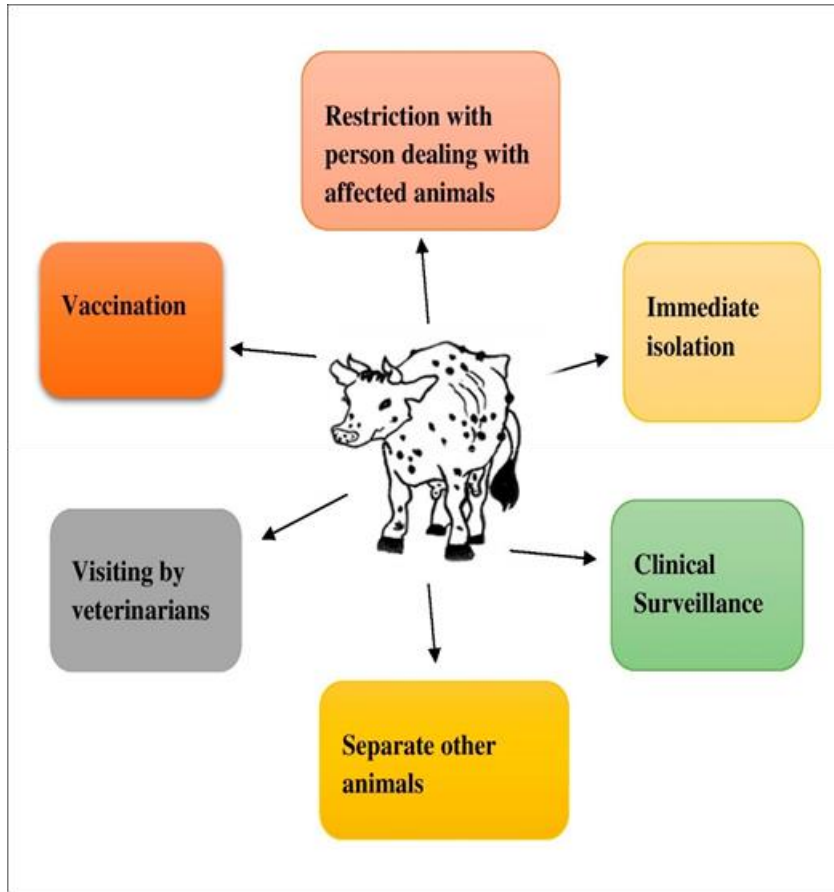 Restriction with
person dealing with
affected animals
Vaccination
Immediate
isolation
Visiting by
veterinarians
Clinical
Surveillance
Separate other
animals